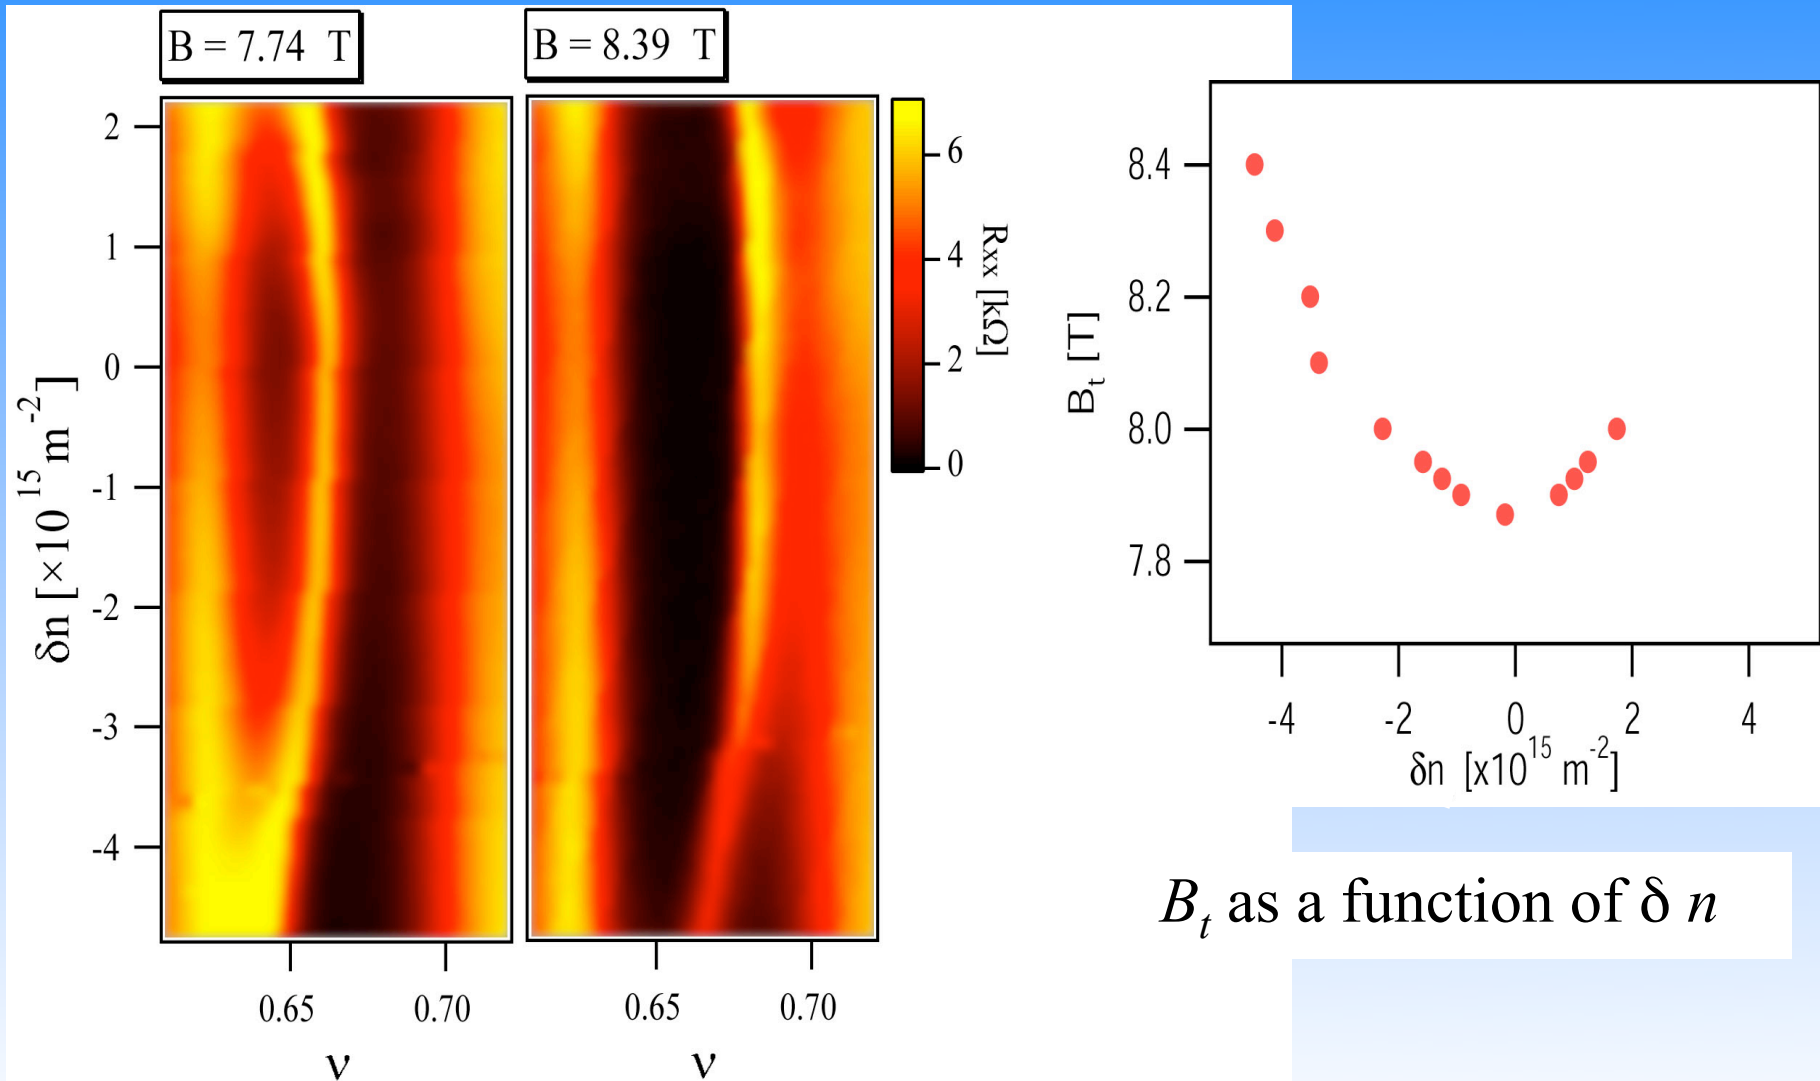 B = 7.74 T
B = 8.39 T
2
1
0
-1
-2
-3
-4
δn [×10^15 m^-2]
0.65
0.70
ν
0.65
0.70
ν
6
4
2
0
Rxx [kΩ]
8.4
8.2
8.0
7.8
Bt [T]
-4
-2
0
2
4
δn [x10^15 m^-2]
Bt as a function of δ n